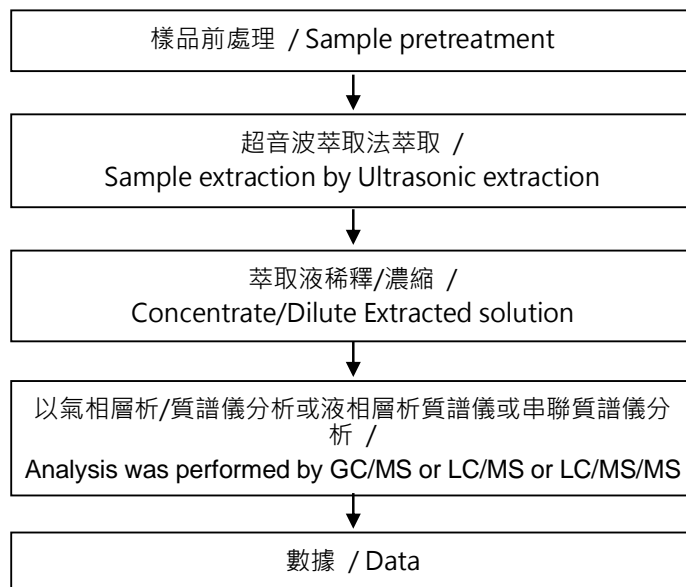 樣品前處理 / Sample pretreatment
超音波萃取法萃取 /
Sample extraction by Ultrasonic extraction
萃取液稀釋/濃縮 /
Concentrate/Dilute Extracted solution
以氣相層析/質譜儀分析或液相層析質譜儀或串聯質譜儀分
析 /
Analysis was performed by GC/MS or LC/MS or LC/MS/MS
數據 / Data